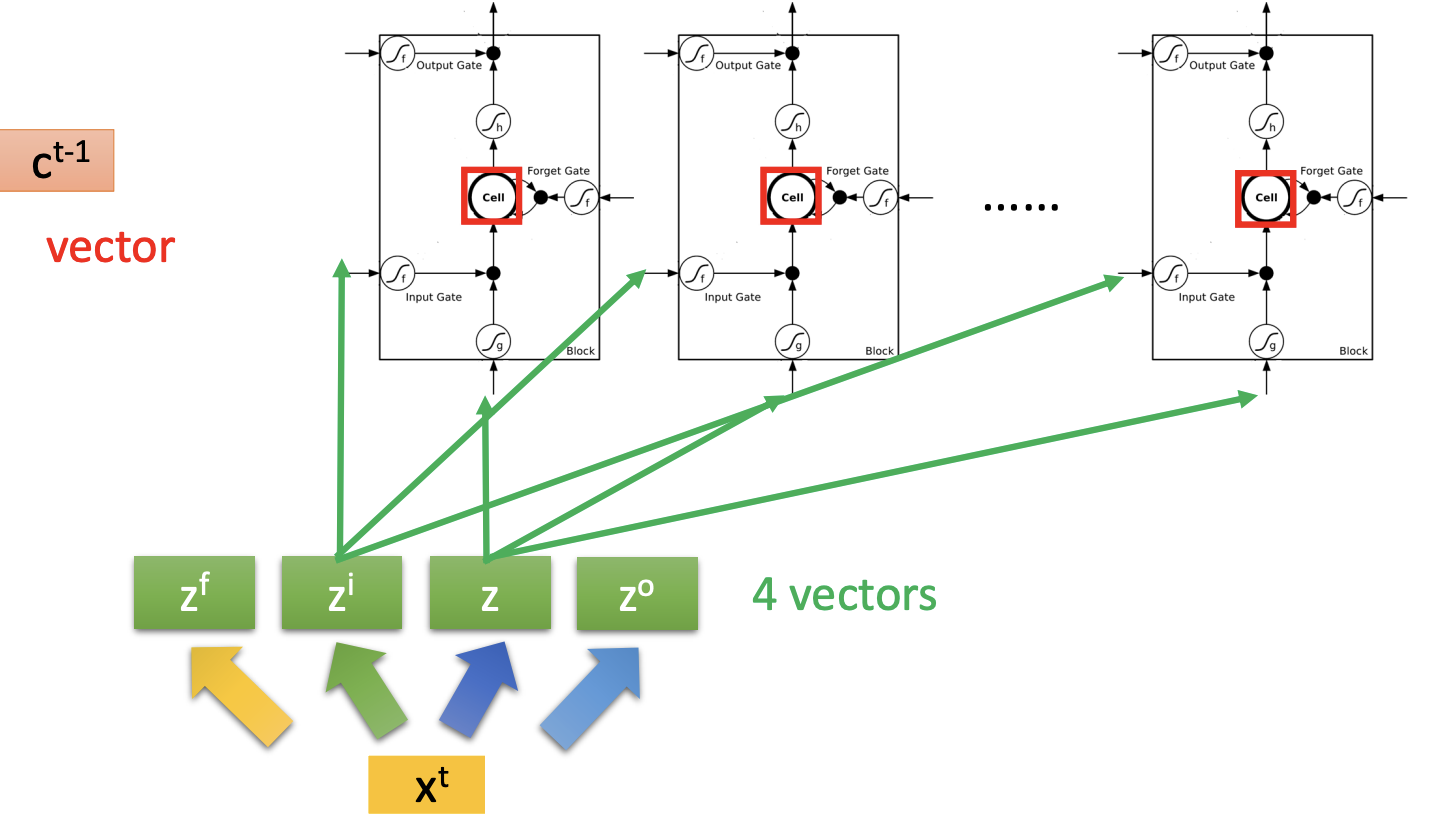 f Output Gate
h
Forget Gate
Cell
f
f
Input Gate
g
Block
f Output Gate
h
Forget Gate
Cell
f
f
Input Gate
g
Block
......
f Output Gate
h
Forget Gate
Cell
f
f
Input Gate
g
Block
c^t-1
vector
z^f z^i z z^o
4 vectors
x^t